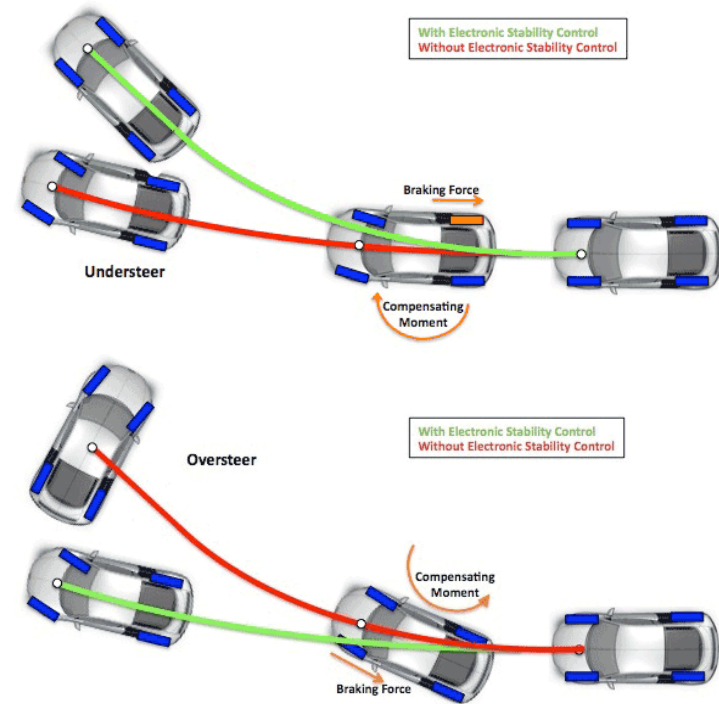 With Electronic Stability Control
Without Electronic Stability Control
Braking Force
Understeer
Compensating
Moment
With Electronic Stability Control
Without Electronic Stability Control
Oversteer
Compensating
Moment
Braking Force